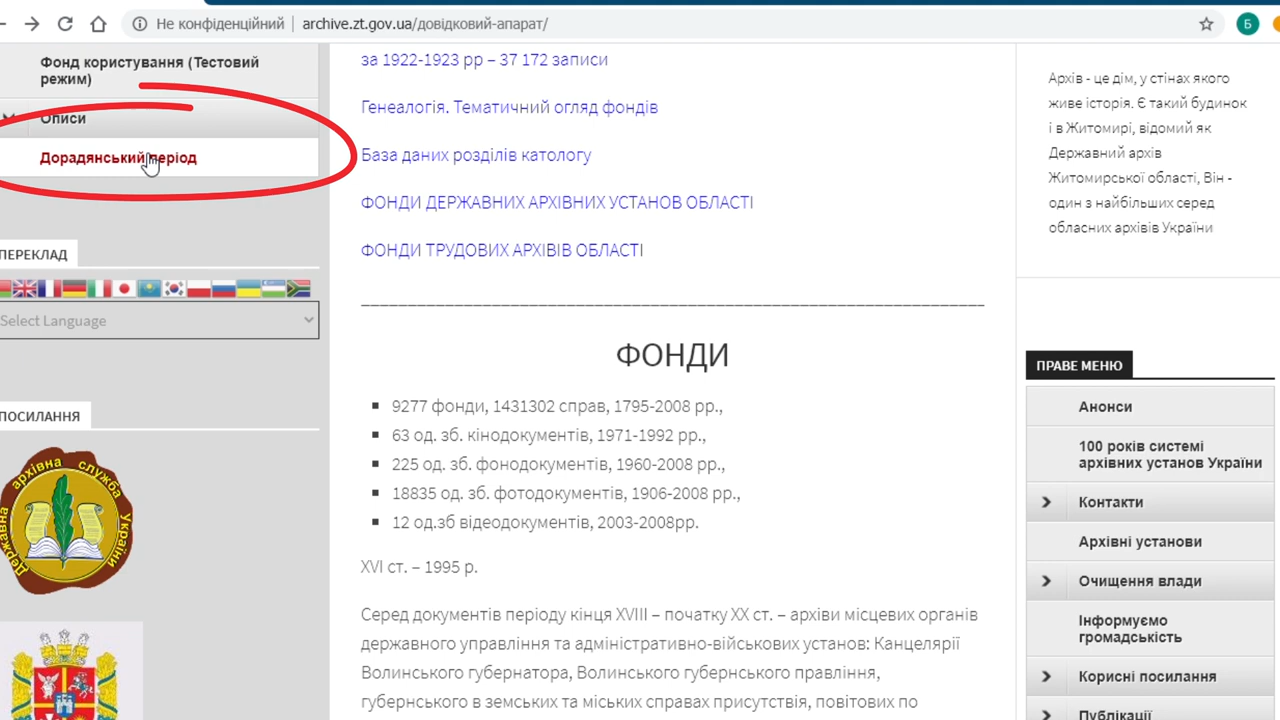 Не конфіденційний
archive.zt.gov.ua/довідковий-апарат/
Б
Фонд користування (Тестовий
режим)
Описи
Дорадянський період
ПЕРЕКЛАД
Select Language
ПОСИЛАННЯ
Державна архівна служба України
за 1922-1923 рр – 37 172 записи
Генеалогія. Тематичний огляд фондів
База даних розділів катологу
ФОНДИ ДЕРЖАВНИХ АРХІВНИХ УСТАНОВ ОБЛАСТІ
ФОНДИ ТРУДОВИХ АРХІВІВ ОБЛАСТІ
ФОНДИ
9277 фонди, 1431302 справ, 1795-2008 рр.,
63 од. зб. кінодокументів, 1971-1992 рр.,
225 од. зб. фонодокументів, 1960-2008 рр.,
18835 од. зб. фотодокументів, 1906-2008 рр.,
12 од.зб відеодокументів, 2003-2008рр.
XVI ст. – 1995 р.
Серед документів періоду кінця XVIII – початку XX ст. – архіви місцевих органів
державного управління та адміністративно-військових установ: Канцелярії
Волинського губернатора, Волинського губернського правління,
губернського в земських та міських справах присутствія, повітових по
Архів - це дім, у стінах якого
живе історія. Є такий будинок
і в Житомирі, відомий як
Державний архів
Житомирської області, Він -
один з найбільших серед
обласних архівів України
ПРАВЕ МЕНЮ
Анонси
100 років системі
архівних установ України
Контакти
Архівні установи
Очищення влади
Інформуємо
громадськість
Корисні посилання
Публікації